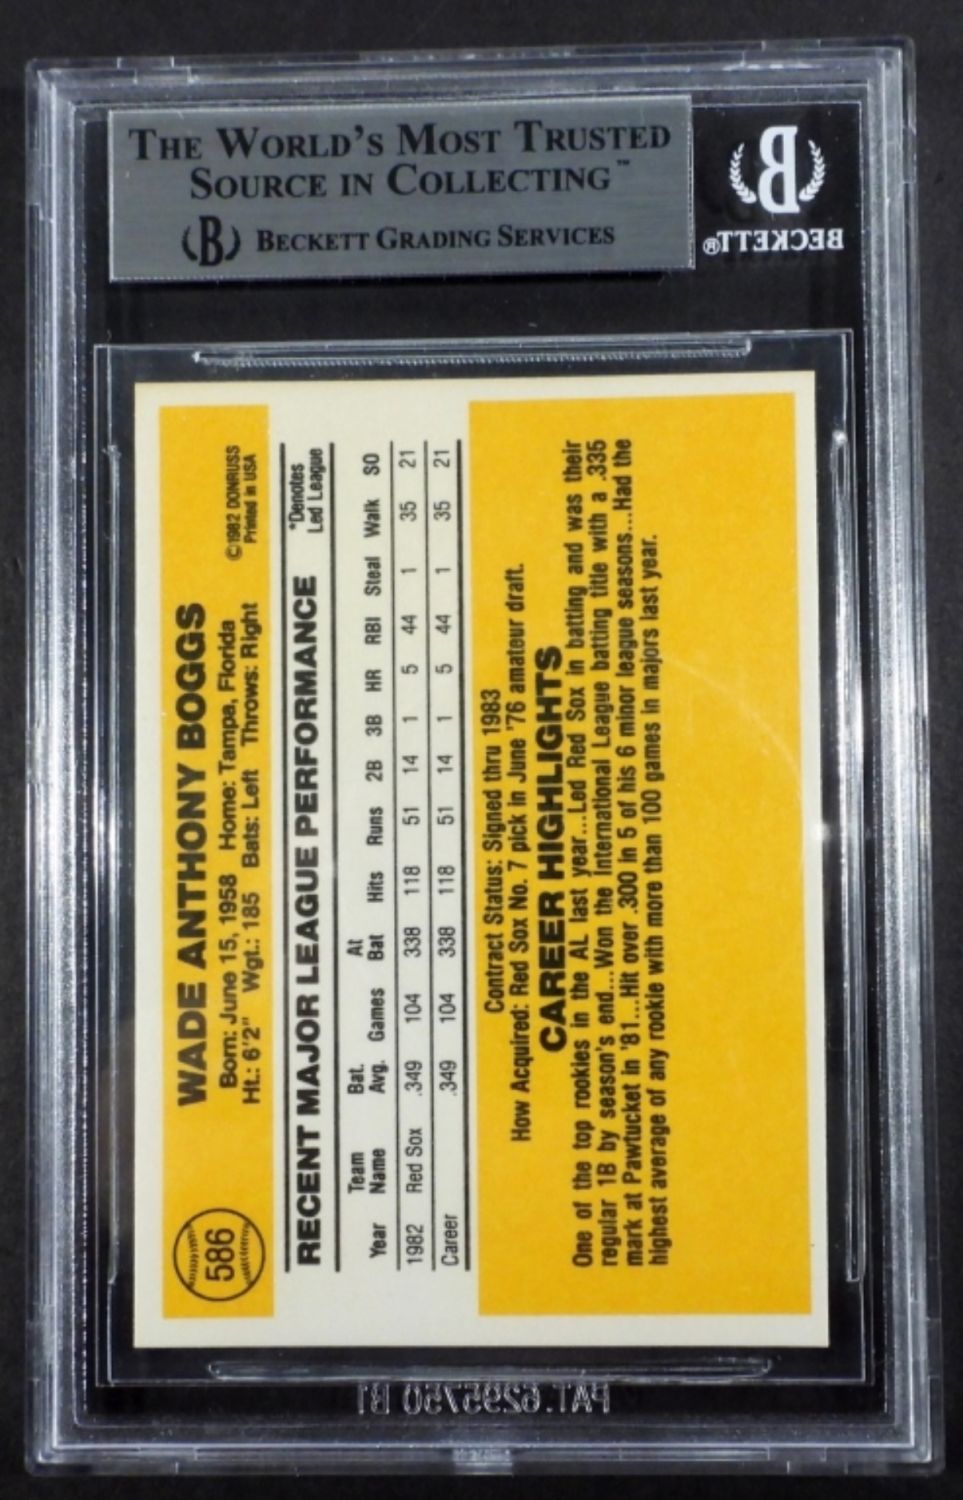 THE WORLD'S MOST TRUSTED
SOURCE IN COLLECTING™
B BECKETT GRADING SERVICES
B
BECKETT®
586
WADE ANTHONY BOGGS
Born: June 15, 1958 Home: Tampa, Florida
Ht.: 6'2" Wgt.: 185 Bats: Left Throws: Right
©1982 DONRUSS
Printed in USA
RECENT MAJOR LEAGUE PERFORMANCE
*Denotes
Led League
Year Team Name Bat. Avg. Games At Bat Hits Runs 2B 3B HR RBI Steal Walk SO
1982 Red Sox .349 104 338 118 51 14 1 5 44 1 35 21
Career .349 104 338 118 51 14 1 5 44 1 35 21
Contract Status: Signed thru 1983
How Acquired: Red Sox No. 7 pick in June '76 amateur draft.
CAREER HIGHLIGHTS
One of the top rookies in the AL last year...Led Red Sox in batting and was their
regular 1B by season's end...Won the International League batting title with a .335
mark at Pawtucket in '81...Hit over .300 in 5 of his 6 minor league seasons...Had the
highest average of any rookie with more than 100 games in majors last year.
PAT. 6295750 B1